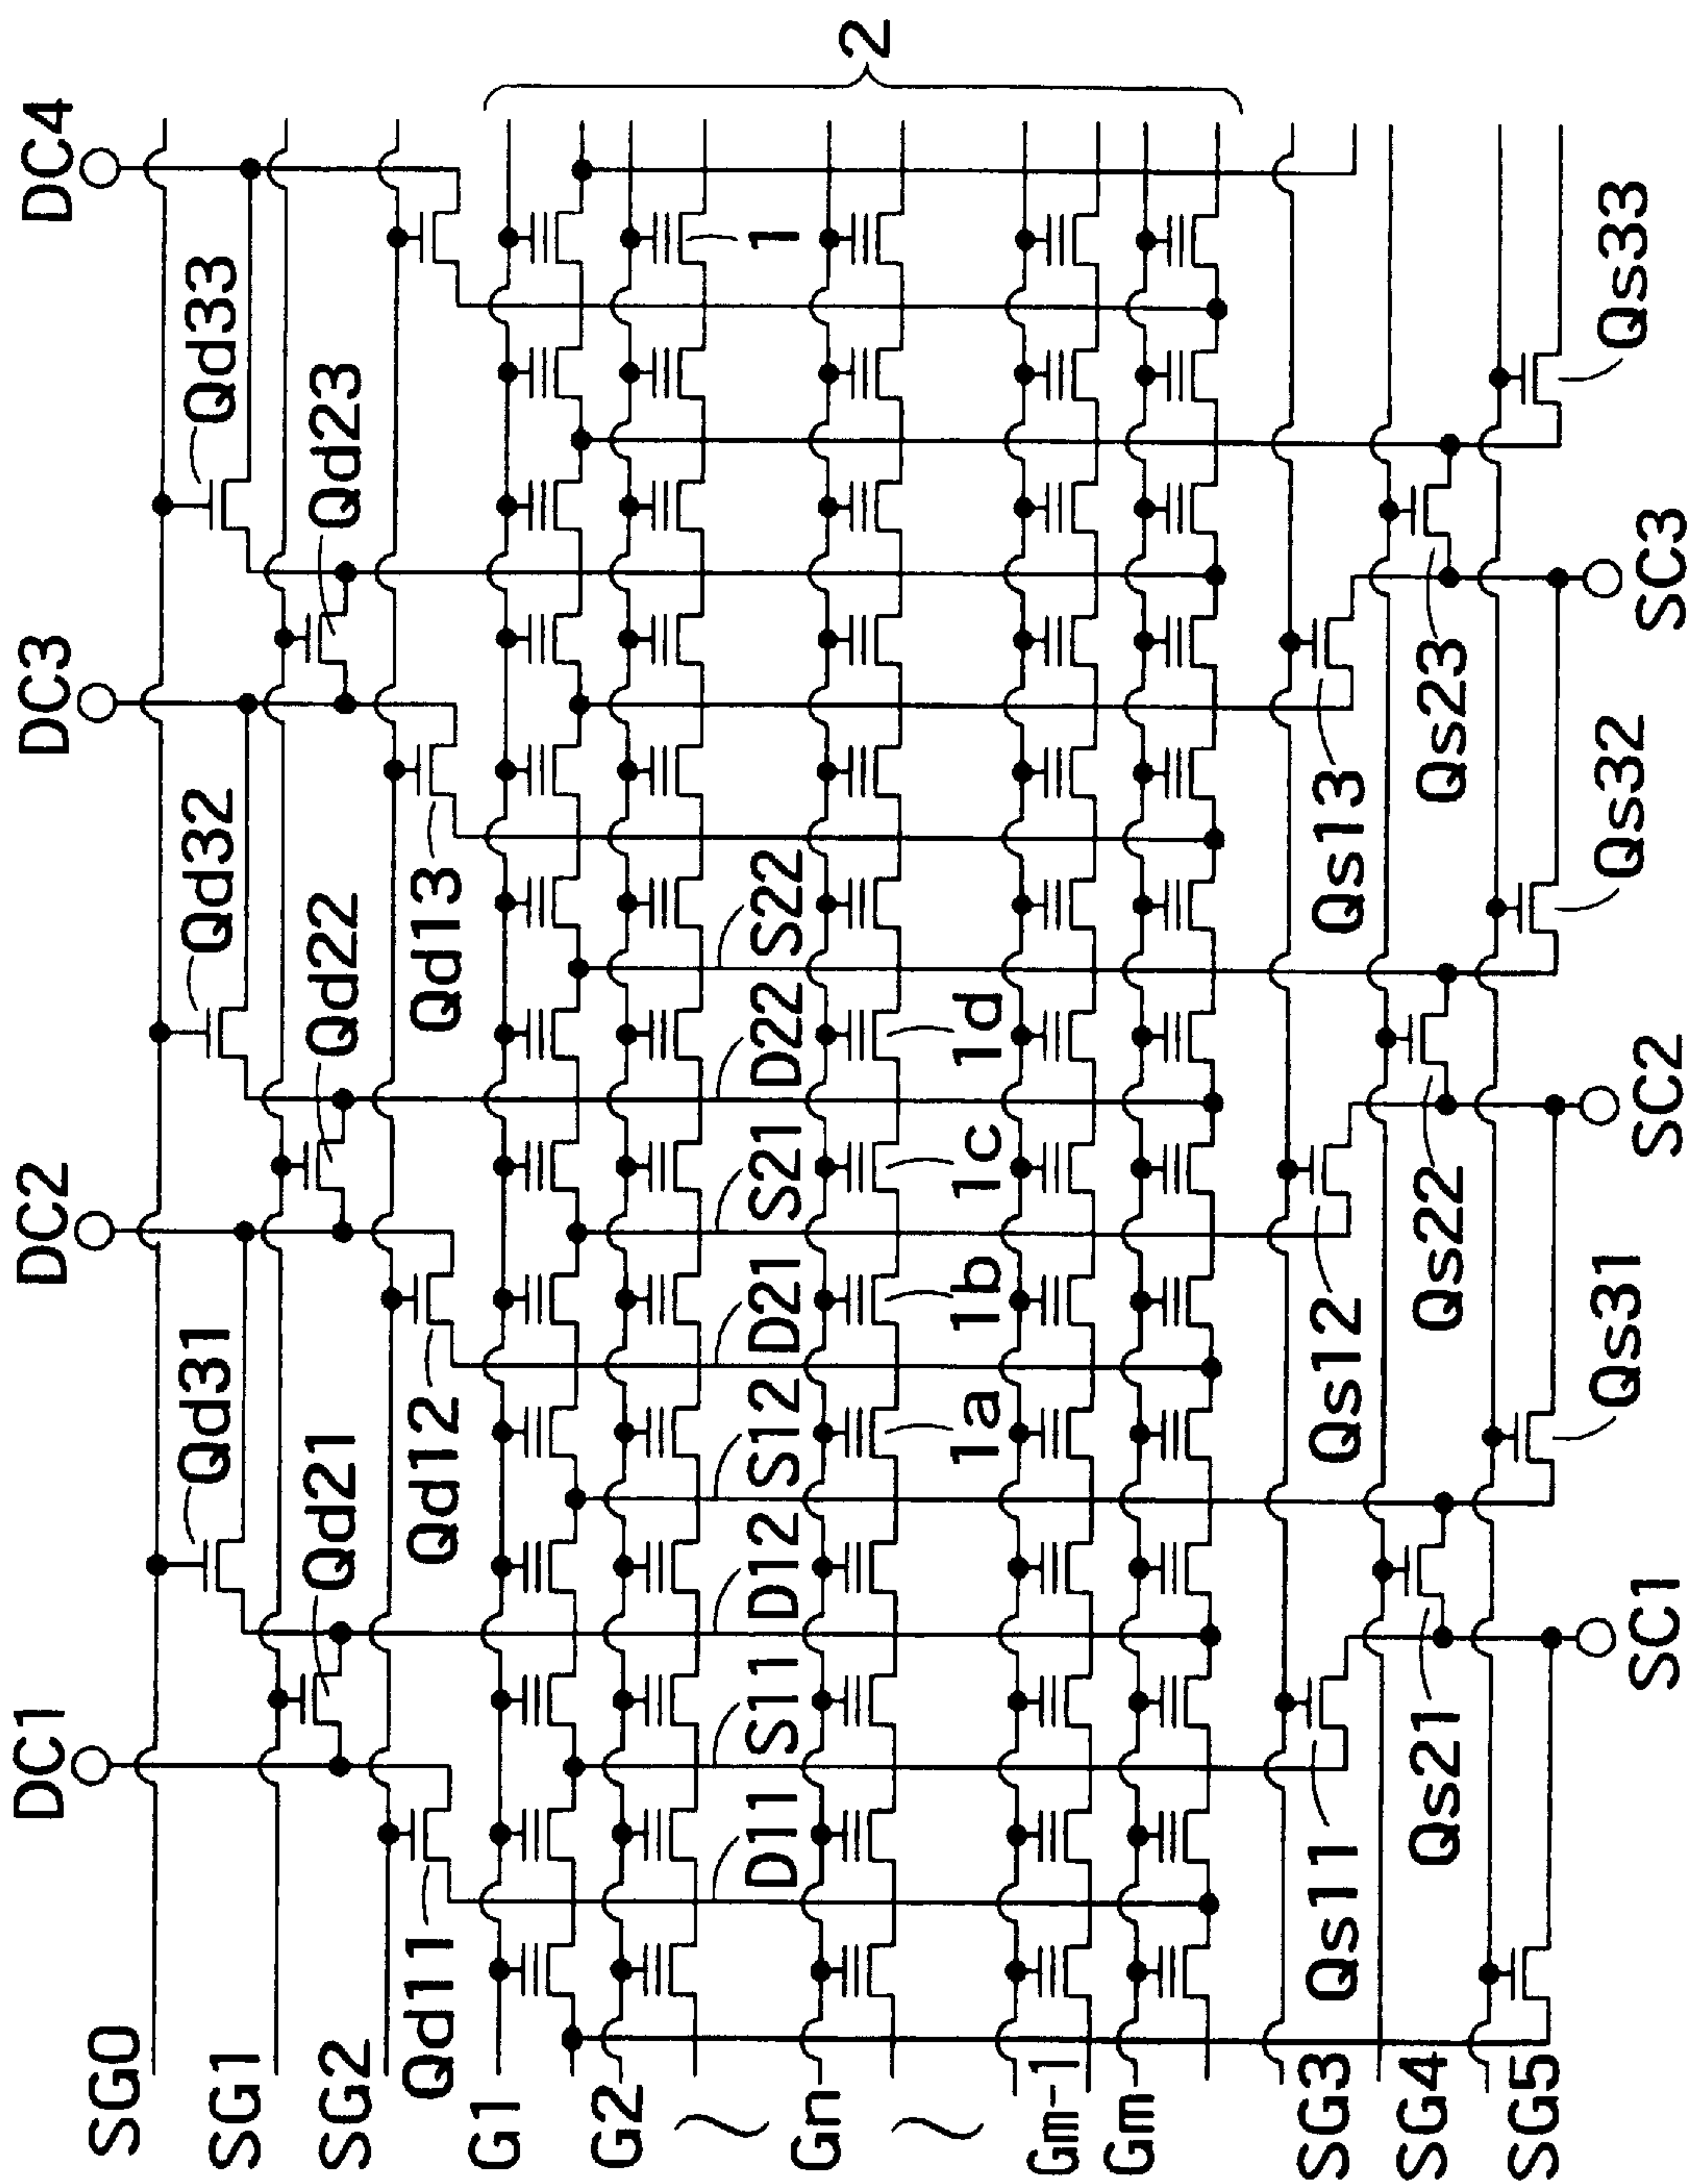 DC1
DC2
DC3
DC4
SG0
SG1
SG2
Qd31
Qd32
Qd33
Qd21
Qd22
Qd23
Qd11
Qd12
Qd13
G1
G2
~
Gn
~
Gm-1
Gm
2
1
D11
S11
D12
S12
D21
S21
D22
S22
1a
1b
1c
1d
SG3
SG4
SG5
Qs11
Qs12
Qs13
Qs21
Qs22
Qs23
Qs31
Qs32
Qs33
SC1
SC2
SC3